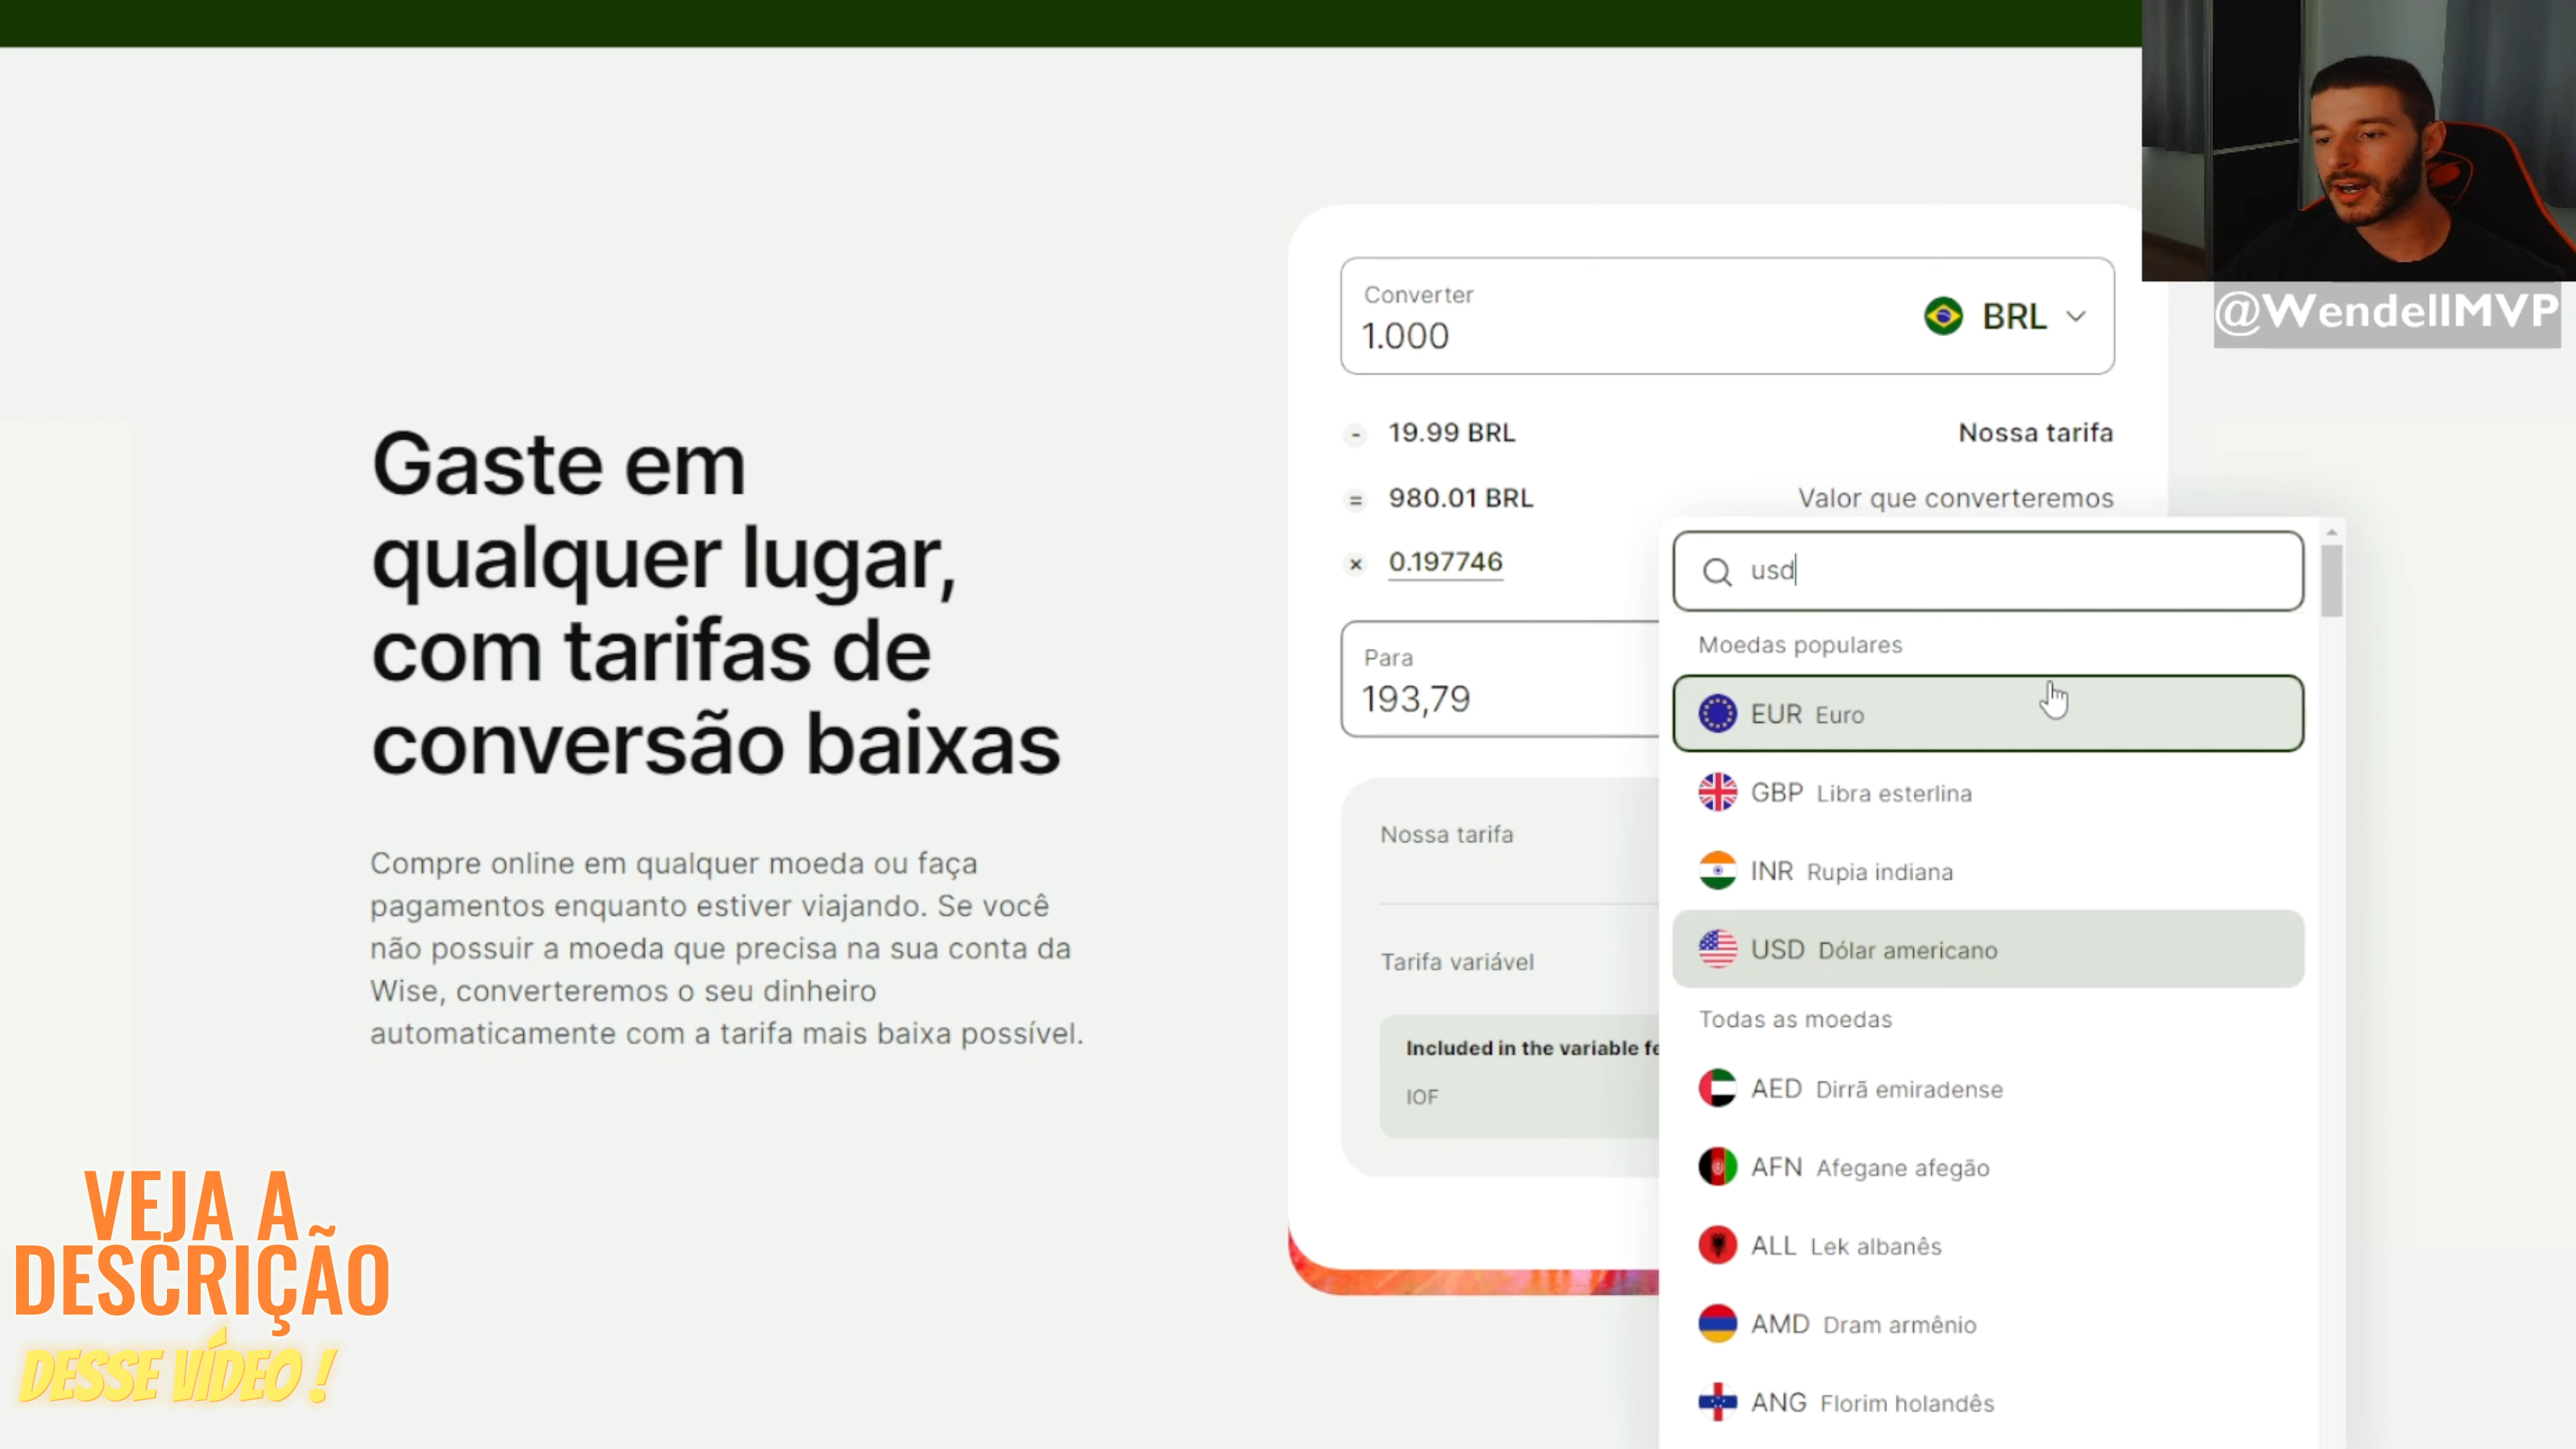 @WendellMVP
Gaste em
qualquer lugar,
com tarifas de
conversão baixas
Compre online em qualquer moeda ou faça
pagamentos enquanto estiver viajando. Se você
não possuir a moeda que precisa na sua conta da
Wise, converteremos o seu dinheiro
automaticamente com a tarifa mais baixa possível.
Converter
1.000
BRL
- 19.99 BRL Nossa tarifa
= 980.01 BRL Valor que converteremos
× 0.197746
Para
193,79
Nossa tarifa
Tarifa variável
Included in the variable fe
IOF
usd
Moedas populares
EUR Euro
GBP Libra esterlina
INR Rupia indiana
USD Dólar americano
Todas as moedas
AED Dirrã emiradense
AFN Afegane afegão
ALL Lek albanês
AMD Dram armênio
ANG Florim holandês
VEJA A
DESCRIÇÃO
DESSE VÍDEO !